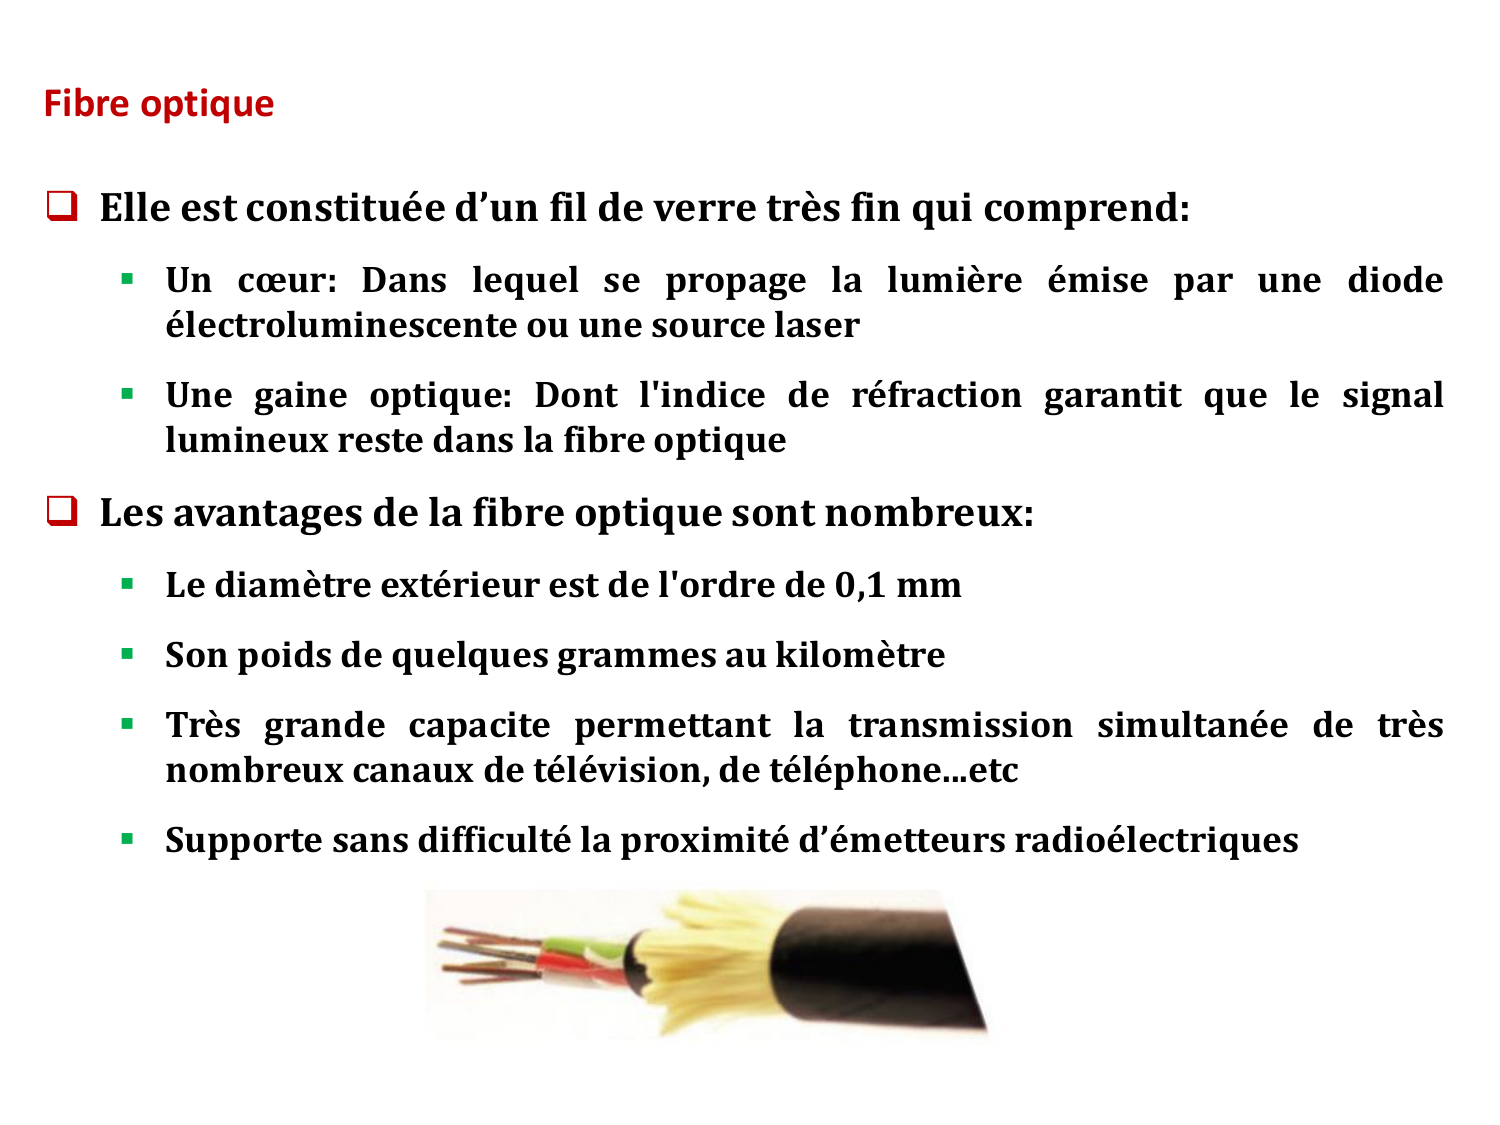 Fibre optique
Elle est constituée d’un fil de verre très fin qui comprend:
Un cœur: Dans lequel se propage la lumière émise par une diode
électroluminescente ou une source laser
Une gaine optique: Dont l'indice de réfraction garantit que le signal
lumineux reste dans la fibre optique
Les avantages de la fibre optique sont nombreux:
Le diamètre extérieur est de l'ordre de 0,1 mm
Son poids de quelques grammes au kilomètre
Très grande capacite permettant la transmission simultanée de très
nombreux canaux de télévision, de téléphone...etc
Supporte sans difficulté la proximité d’émetteurs radioélectriques